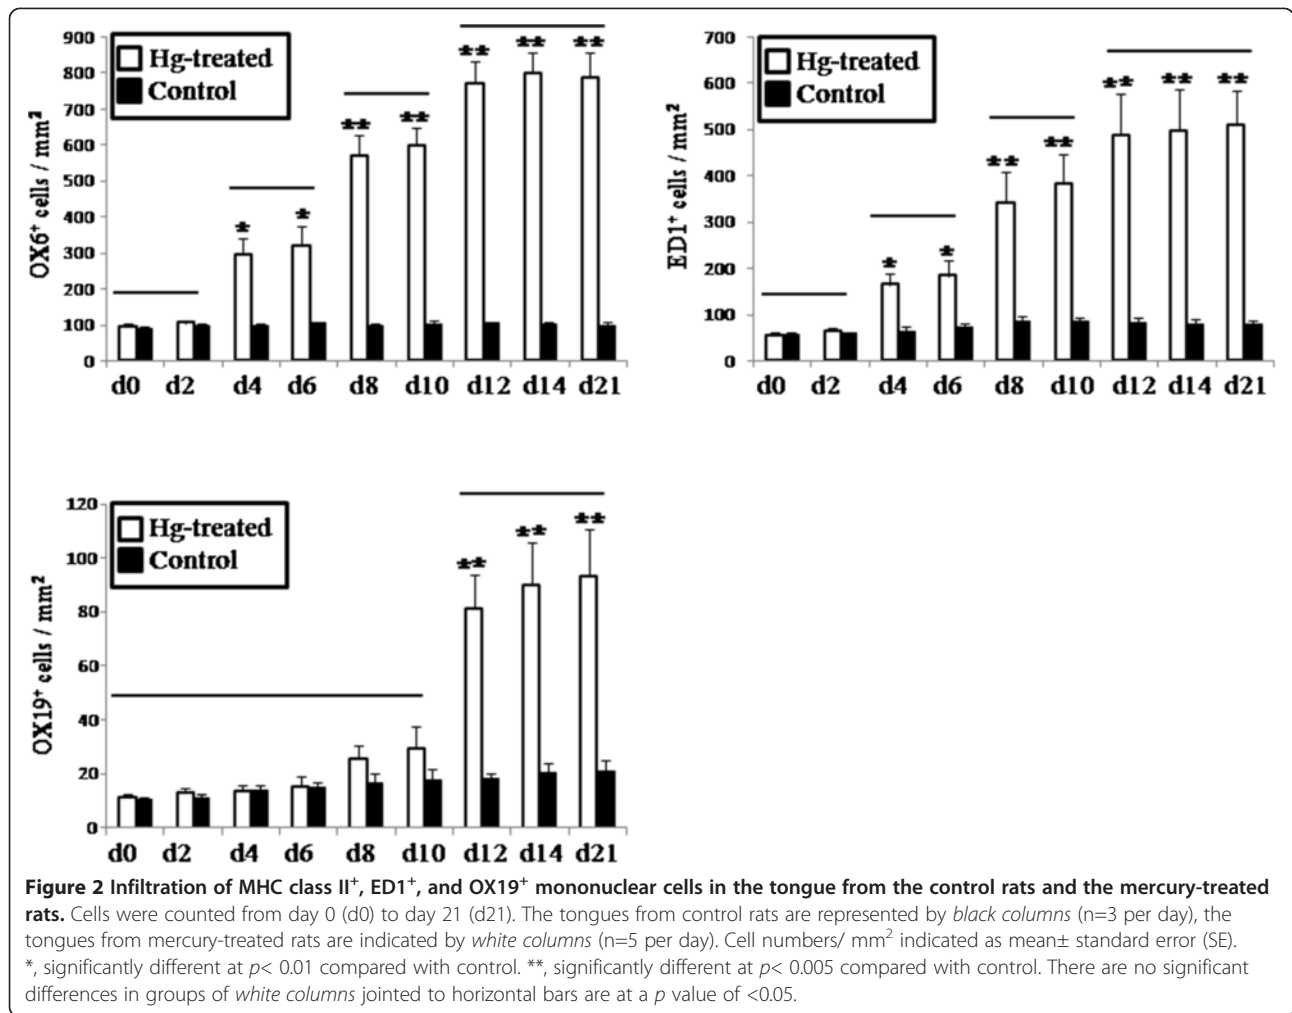 900
800
700
600
500
400
300
200
100
0
OX6⁺ cells / mm²
Hg-treated
Control
* * ** ** ** ** **
d0 d2 d4 d6 d8 d10 d12 d14 d21
700
600
500
400
300
200
100
0
ED1⁺ cells / mm²
Hg-treated
Control
* * ** ** ** ** **
d0 d2 d4 d6 d8 d10 d12 d14 d21
120
100
80
60
40
20
0
OX19⁺ cells / mm²
Hg-treated
Control
** ** **
d0 d2 d4 d6 d8 d10 d12 d14 d21
Figure 2 Infiltration of MHC class II⁺, ED1⁺, and OX19⁺ mononuclear cells in the tongue from the control rats and the mercury-treated
rats. Cells were counted from day 0 (d0) to day 21 (d21). The tongues from control rats are represented by black columns (n=3 per day), the
tongues from mercury-treated rats are indicated by white columns (n=5 per day). Cell numbers/ mm² indicated as mean± standard error (SE).
*, significantly different at p< 0.01 compared with control. **, significantly different at p< 0.005 compared with control. There are no significant
differences in groups of white columns jointed to horizontal bars are at a p value of <0.05.